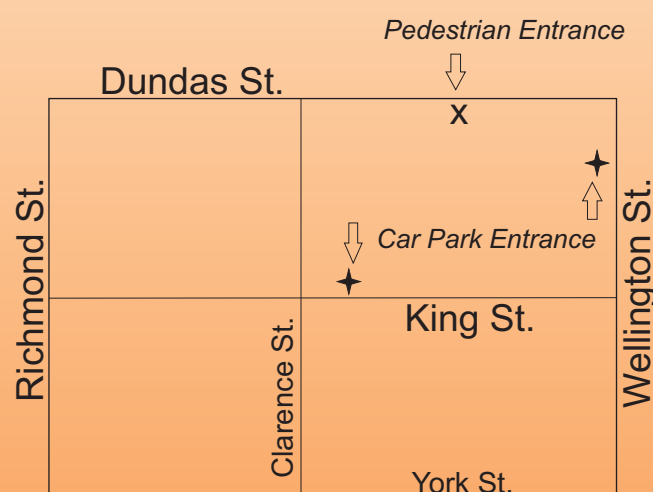 Pedestrian Entrance
Dundas St.
x
Richmond St.
Wellington St.
Car Park Entrance
King St.
Clarence St.
York St.